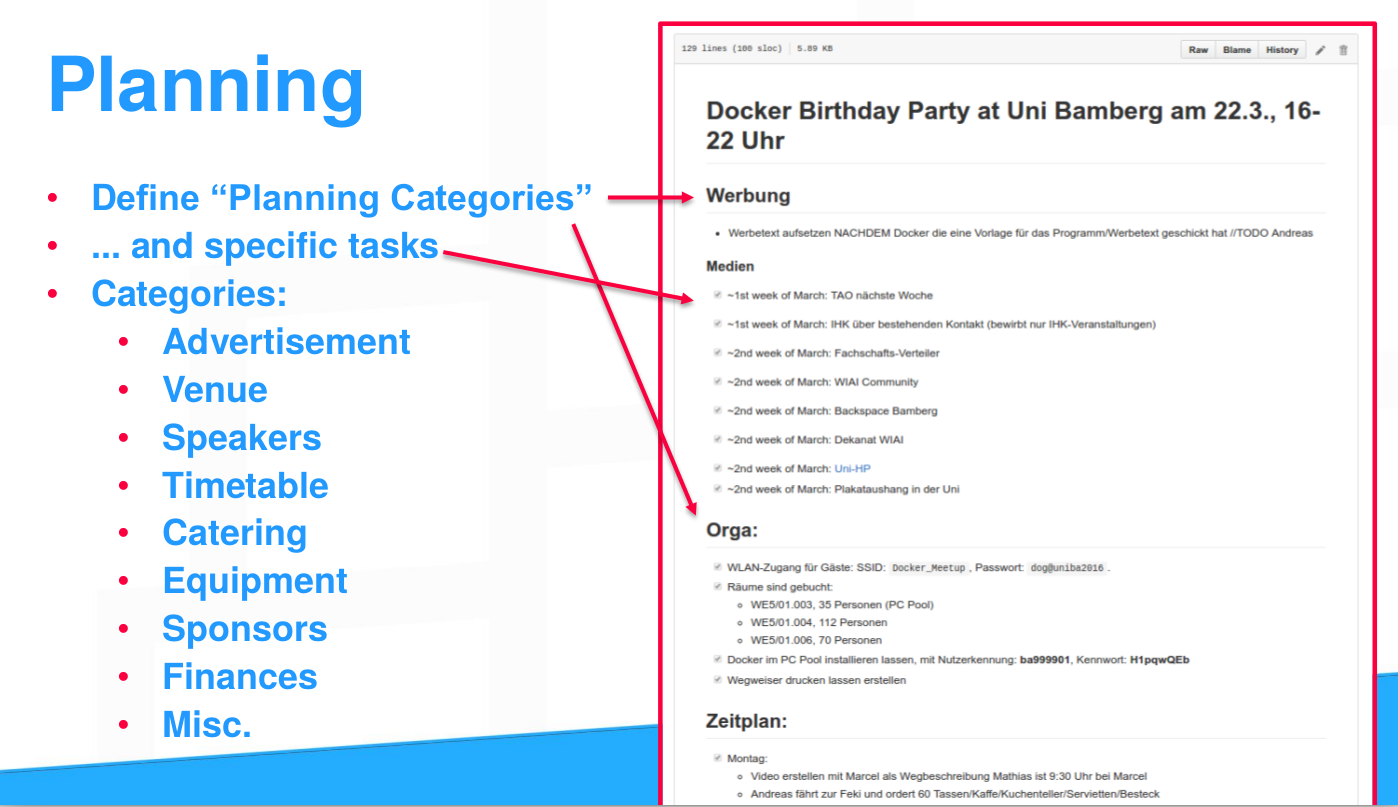 Planning
• Define “Planning Categories”
• ... and specific tasks
• Categories:
• Advertisement
• Venue
• Speakers
• Timetable
• Catering
• Equipment
• Sponsors
• Finances
• Misc.
129 lines (100 sloc) 5.89 KB
Raw Blame History
Docker Birthday Party at Uni Bamberg am 22.3., 16-
22 Uhr
Werbung
• Werbetext aufsetzen NACHDEM Docker die eine Vorlage für das Programm/Werbetext geschickt hat //TODO Andreas
Medien
~1st week of March: TAO nächste Woche
~1st week of March: IHK über bestehenden Kontakt (bewirbt nur IHK-Veranstaltungen)
~2nd week of March: Fachschafts-Verteiler
~2nd week of March: WIAI Community
~2nd week of March: Backspace Bamberg
~2nd week of March: Dekanat WIAI
~2nd week of March: Uni-HP
~2nd week of March: Plakataushang in der Uni
Orga:
WLAN-Zugang für Gäste: SSID: Docker_Meetup, Passwort: dog@uniba2016.
Räume sind gebucht:
WE5/01.003, 35 Personen (PC Pool)
WE5/01.004, 112 Personen
WE5/01.006, 70 Personen
Docker im PC Pool installieren lassen, mit Nutzerkennung: ba999901, Kennwort: H1pqwQEb
Wegweiser drucken lassen erstellen
Zeitplan:
Montag:
Video erstellen mit Marcel als Wegbeschreibung Mathias ist 9:30 Uhr bei Marcel
Andreas fährt zur Feki und ordert 60 Tassen/Kaffe/Kuchenteller/Servietten/Besteck